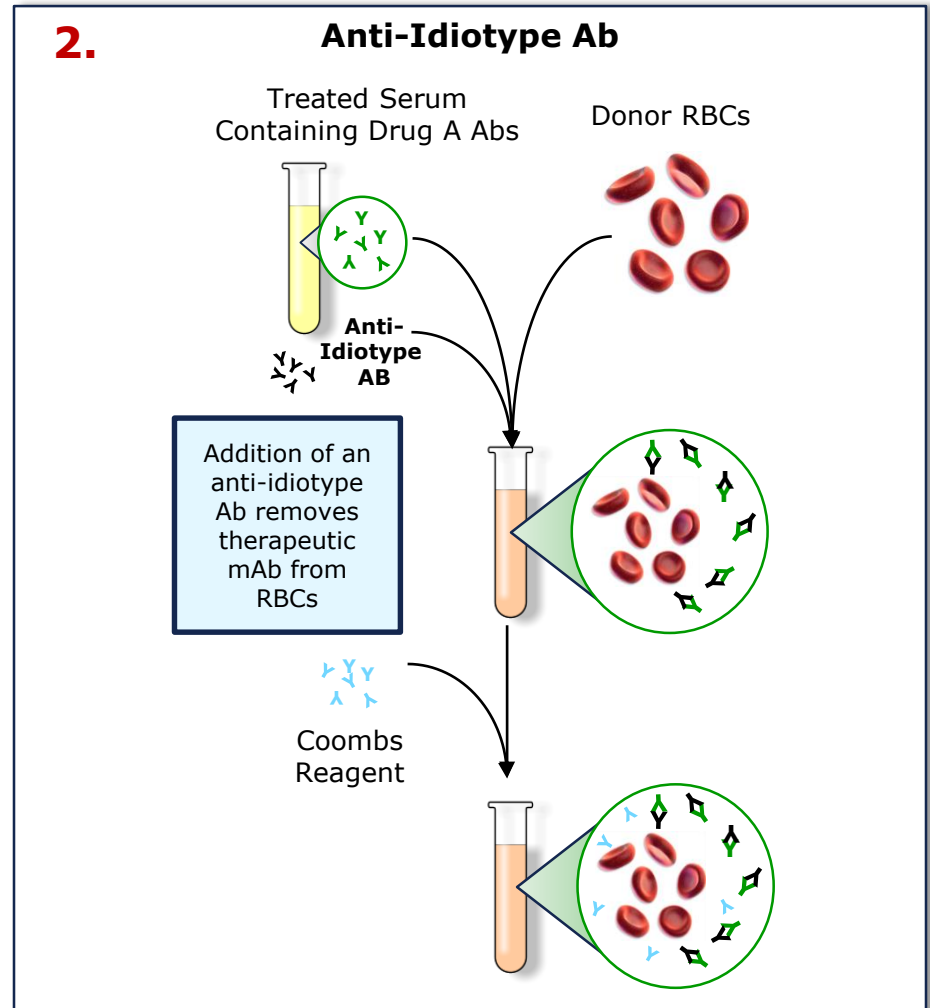 2.
Anti-Idiotype Ab
Treated Serum
Containing Drug A Abs
Donor RBCs
Anti-
Idiotype
AB
Addition of an
anti-idiotype
Ab removes
therapeutic
mAb from
RBCs
Coombs
Reagent